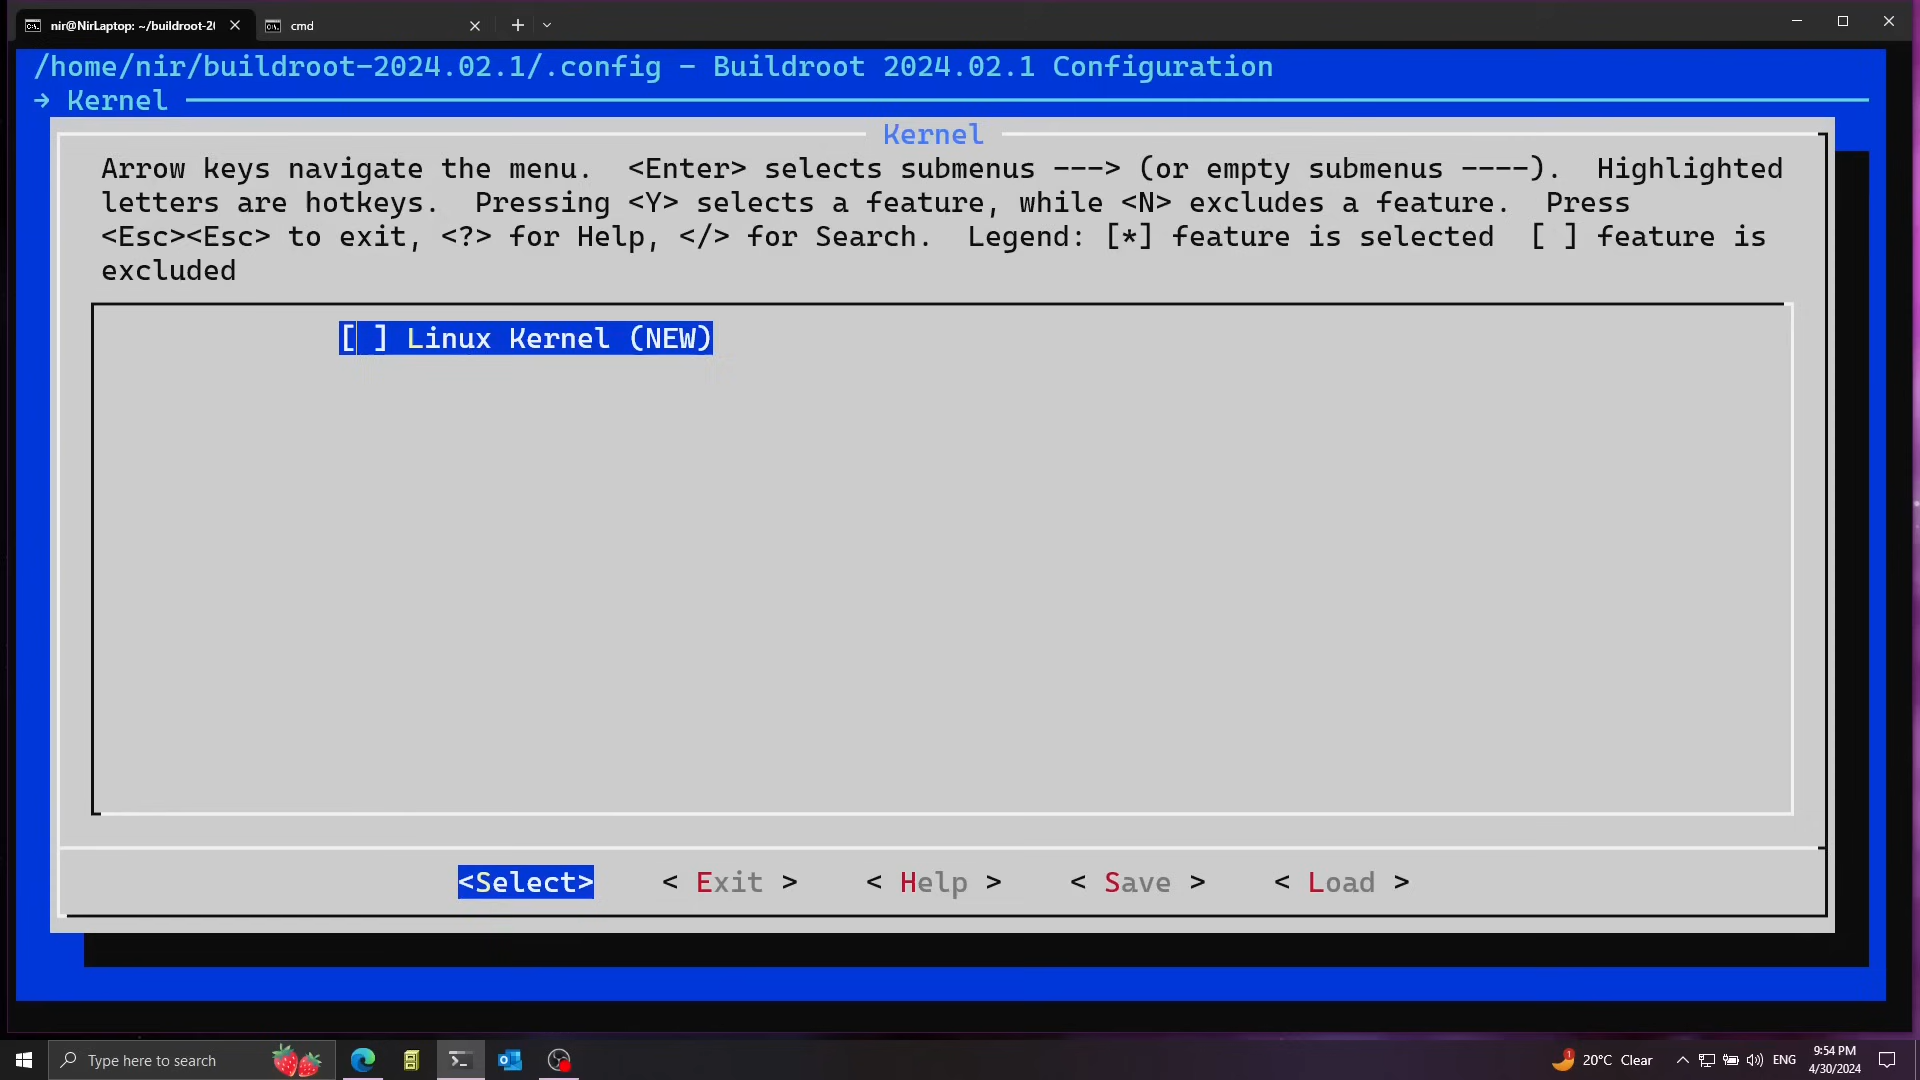 nir@NirLaptop: ~/buildroot-20
cmd
/home/nir/buildroot-2024.02.1/.config - Buildroot 2024.02.1 Configuration
→ Kernel
Kernel
Arrow keys navigate the menu.  <Enter> selects submenus ---> (or empty submenus ----).  Highlighted
letters are hotkeys.  Pressing <Y> selects a feature, while <N> excludes a feature.  Press
<Esc><Esc> to exit, <?> for Help, </> for Search.  Legend: [*] feature is selected  [ ] feature is
excluded
[ ] Linux Kernel (NEW)
<Select>    < Exit >    < Help >    < Save >    < Load >
Type here to search
1
20°C Clear
ENG
9:54 PM
4/30/2024